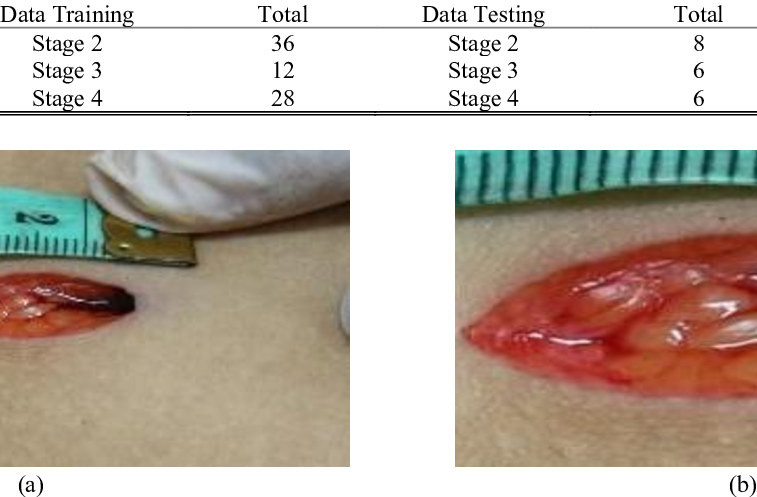 Data Training Total Data Testing Total
Stage 2 36 Stage 2 8
Stage 3 12 Stage 3 6
Stage 4 28 Stage 4 6
2
(a) (b)